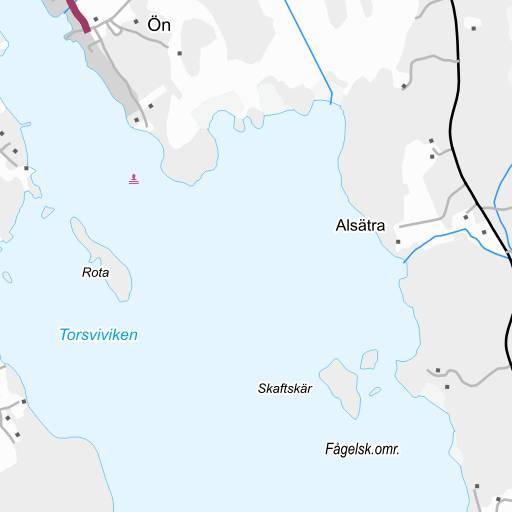 Ön
Alsätra
Rota
Torsviviken
Skaftskär
Fågelsk.omr.